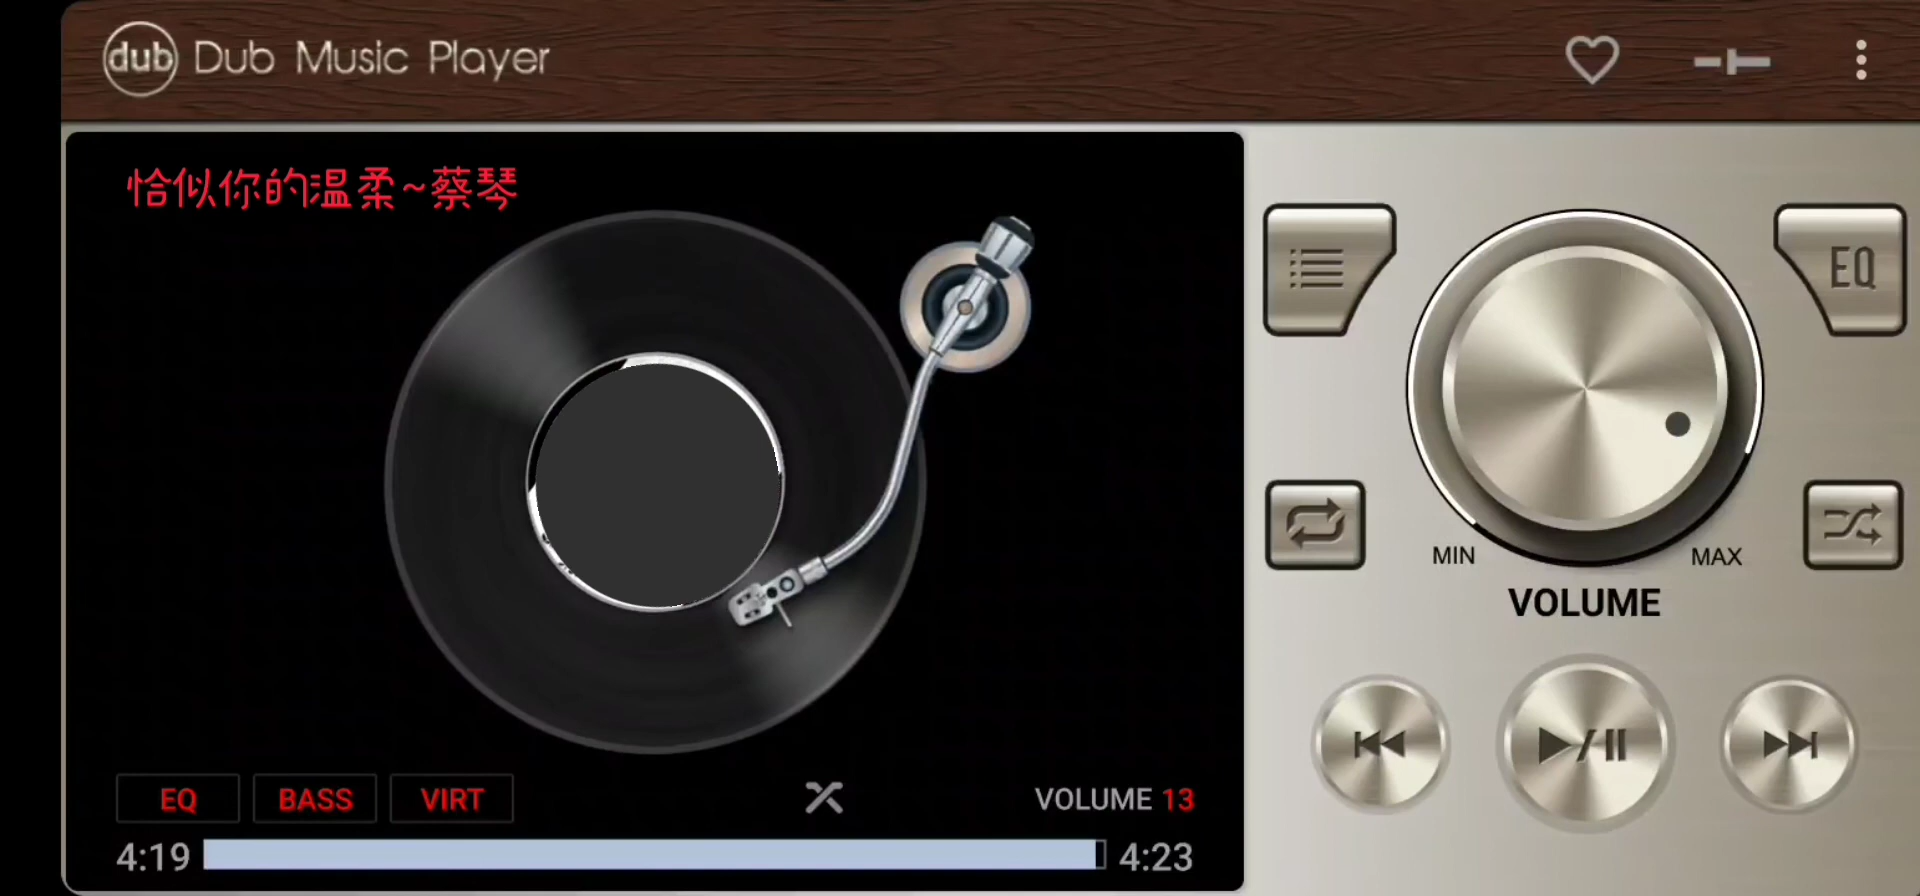 dub Dub Music Player
恰似你的温柔~蔡琴
EQ
MIN
MAX
VOLUME
EQ BASS VIRT
VOLUME 13
4:19
4:23